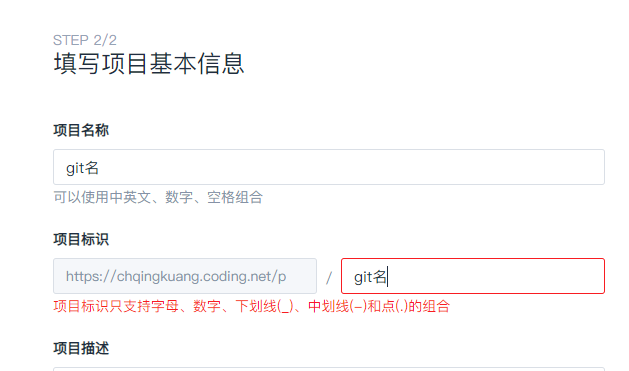 STEP 2/2
填写项目基本信息
项目名称
git名
可以使用中英文、数字、空格组合
项目标识
https://chqingkuang.coding.net/p / git名
项目标识只支持字母、数字、下划线(_)、中划线(-)和点(.)的组合
项目描述